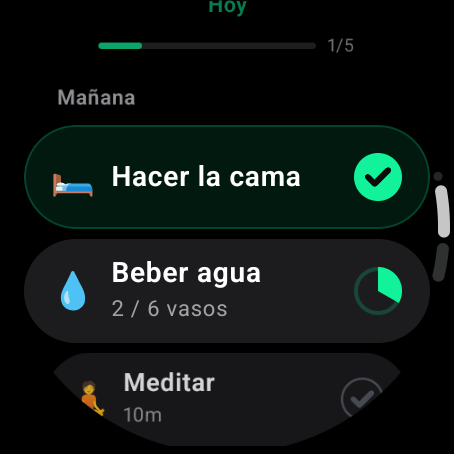 Hoy
1/5
Mañana
Hacer la cama
Beber agua
2 / 6 vasos
Meditar
10m